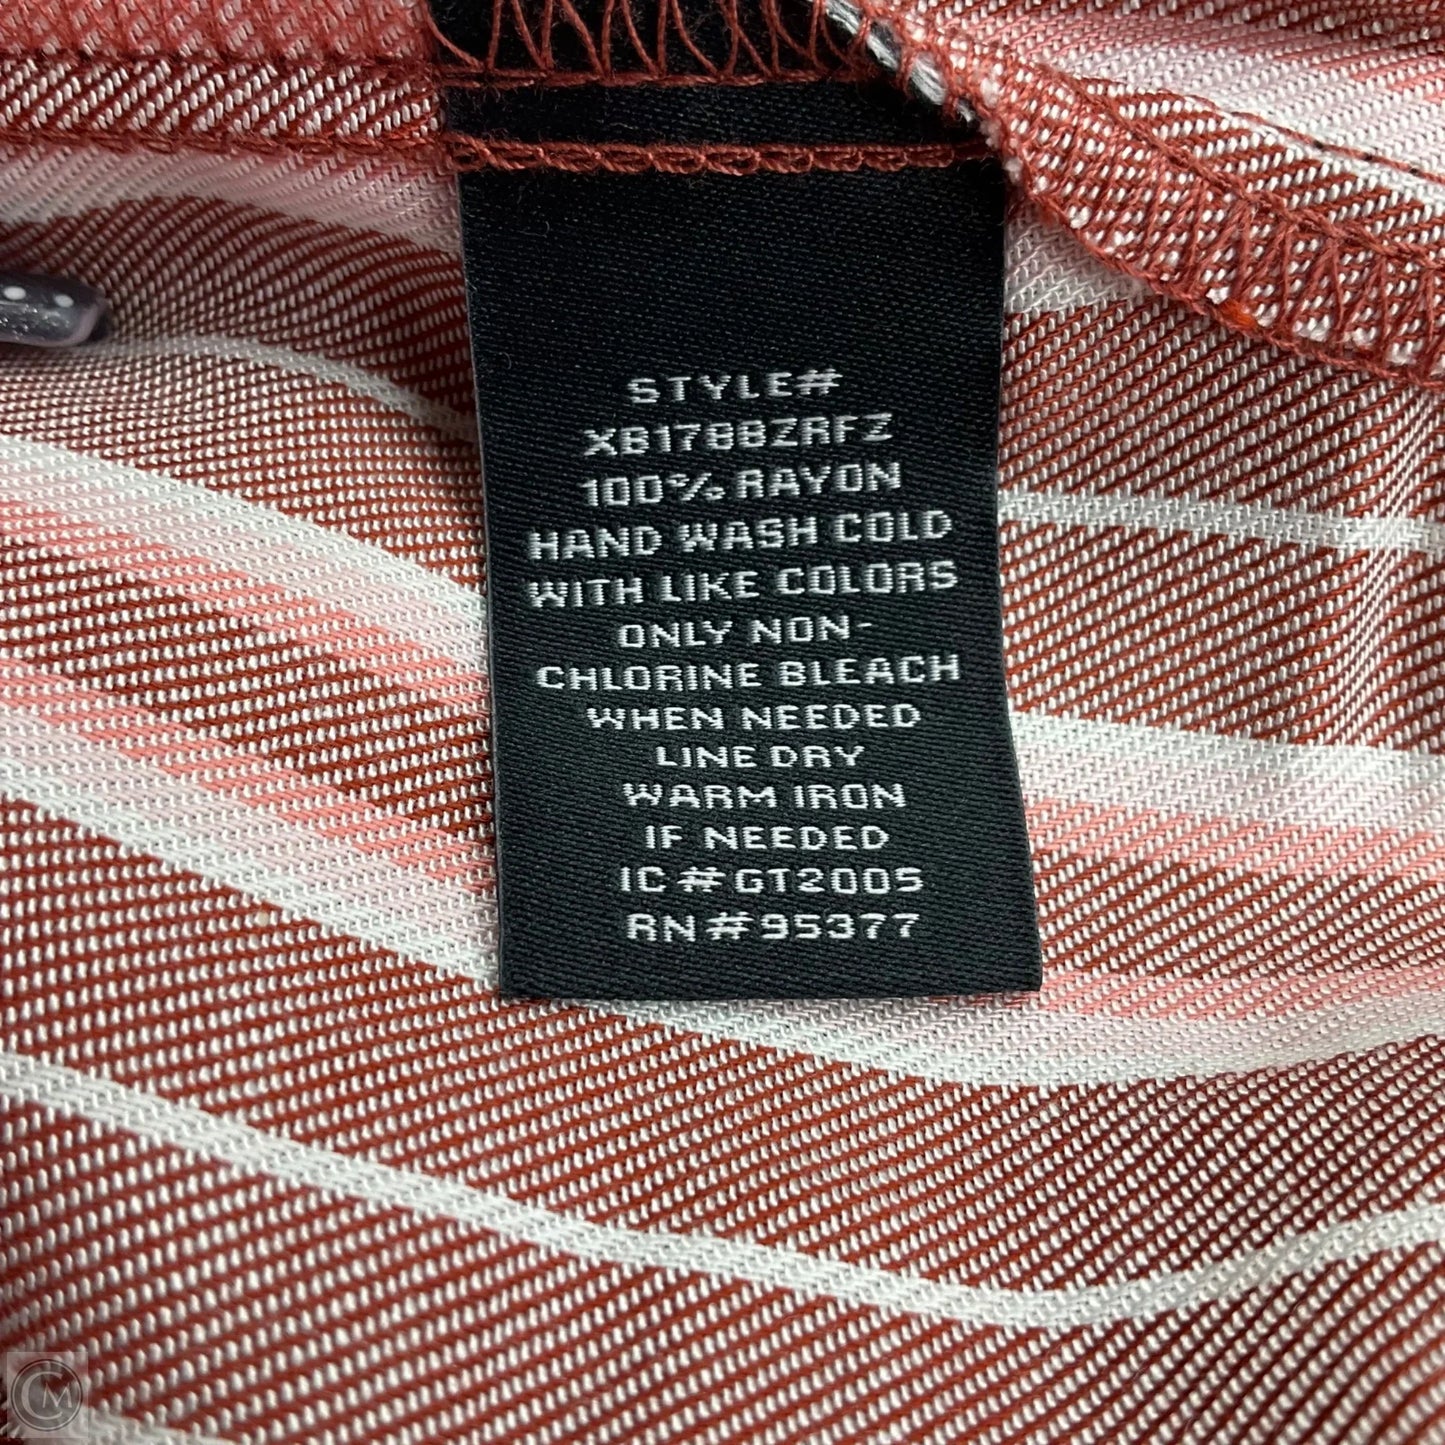 STYLE#
XB1788ZRFZ
100% RAYON
HAND WASH COLD
WITH LIKE COLORS
ONLY NON-
CHLORINE BLEACH
WHEN NEEDED
LINE DRY
WARM IRON
IF NEEDED
IC #GT2005
RN #95377
CM